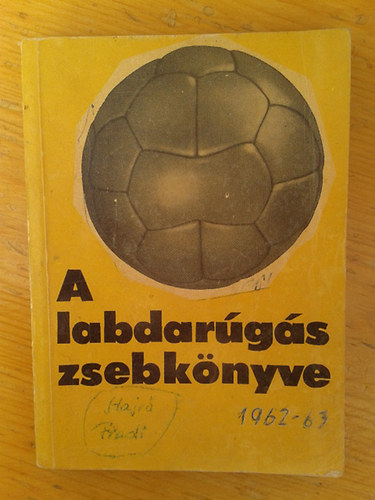 A
labdarúgás
zsebkönyve
Hajrá
Fradi
1962-63